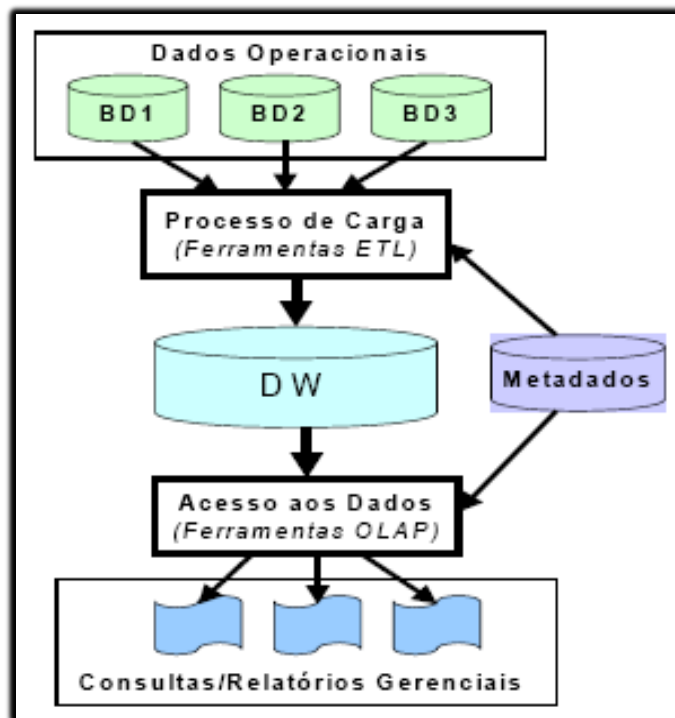 Dados Operacionais
BD1 BD2 BD3
Processo de Carga
(Ferramentas ETL)
DW
Metadados
Acesso aos Dados
(Ferramentas OLAP)
Consultas/Relatórios Gerenciais